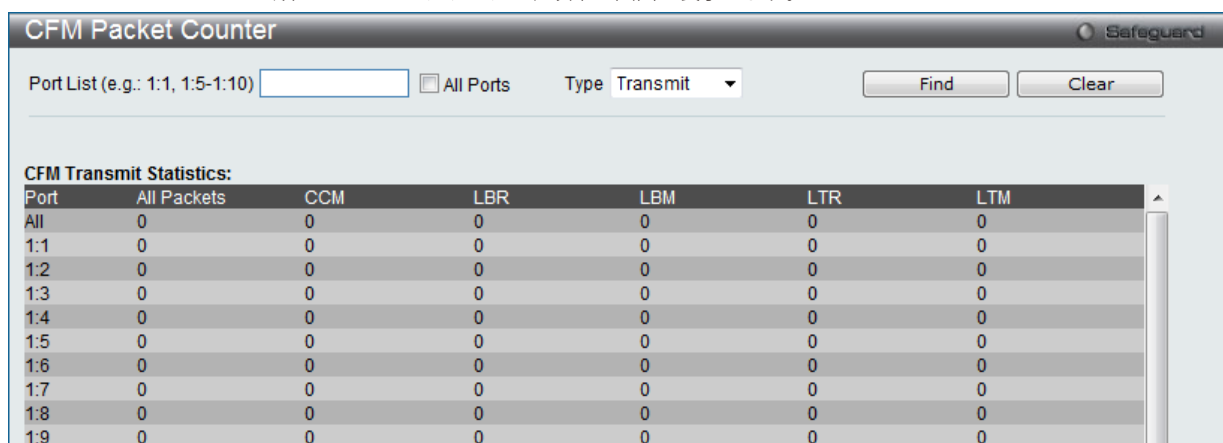 CFM Packet Counter
Safeguard
Port List (e.g.: 1:1, 1:5-1:10) All Ports Type Transmit Find Clear
CFM Transmit Statistics:
Port All Packets CCM LBR LBM LTR LTM
All 0 0 0 0 0 0
1:1 0 0 0 0 0 0
1:2 0 0 0 0 0 0
1:3 0 0 0 0 0 0
1:4 0 0 0 0 0 0
1:5 0 0 0 0 0 0
1:6 0 0 0 0 0 0
1:7 0 0 0 0 0 0
1:8 0 0 0 0 0 0
1:9 0 0 0 0 0 0